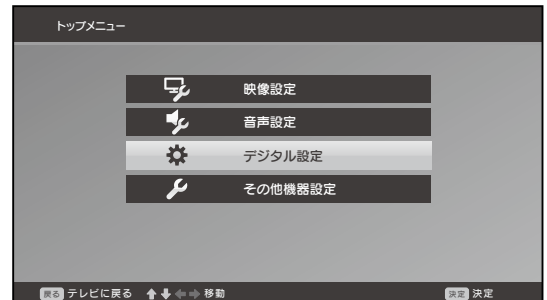 トップメニュー
映像設定
音声設定
デジタル設定
その他機器設定
戻る テレビに戻る 移動 決定 決定